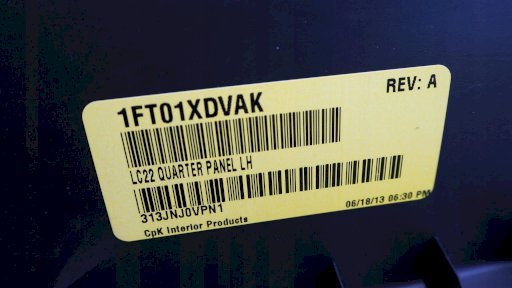 REV: A
1FT01XDVAK
LC22 QUARTER PANEL LH
313JNJ0VPN1
06/18/13 06:30 PM
CpK Interior Products